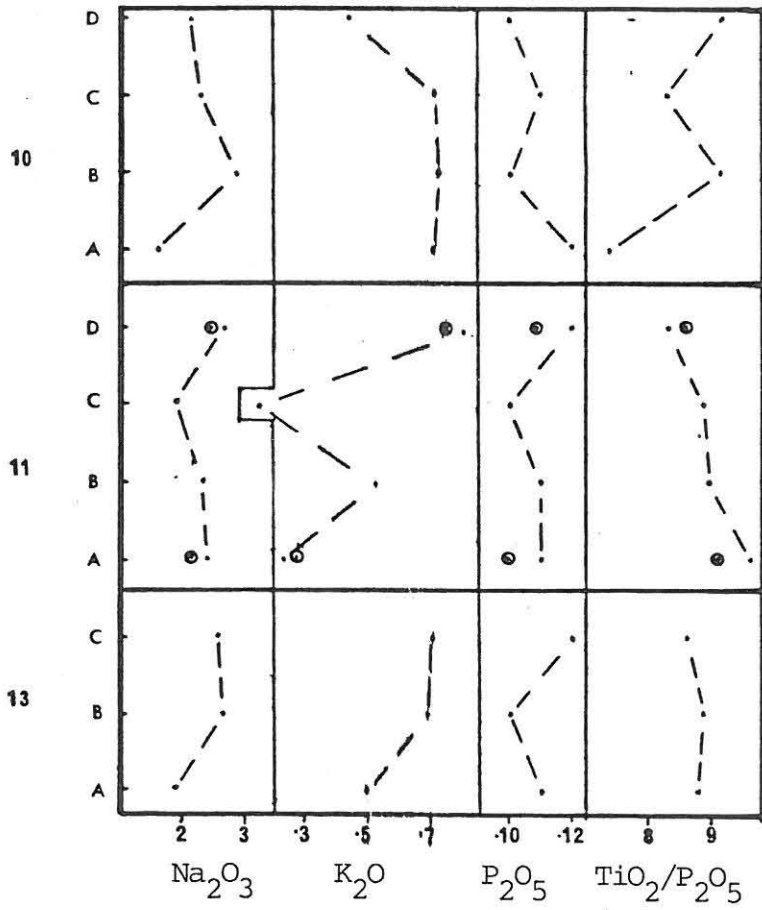 D
C
10
B
A
D
C
11
B
A
C
13
B
A
2 3 ·3 ·5 ·7 ·10 ·12 8 9
Na₂O₃ K₂O P₂O₅ TiO₂/P₂O₅